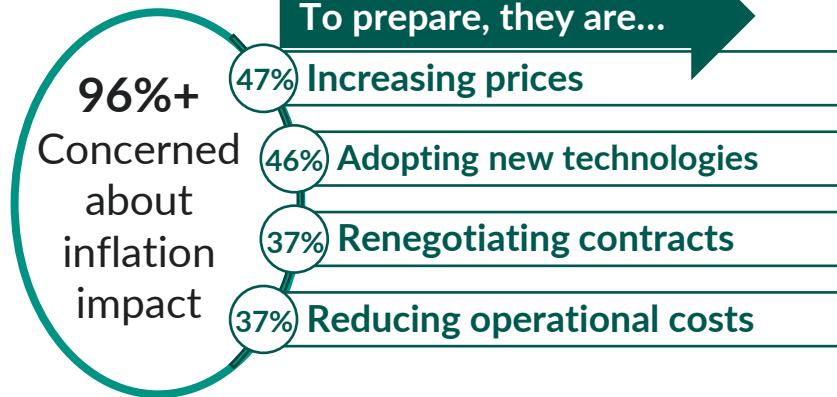 To prepare, they are...
96%+
Concerned
about
inflation
impact
47% Increasing prices
46% Adopting new technologies
37% Renegotiating contracts
37% Reducing operational costs